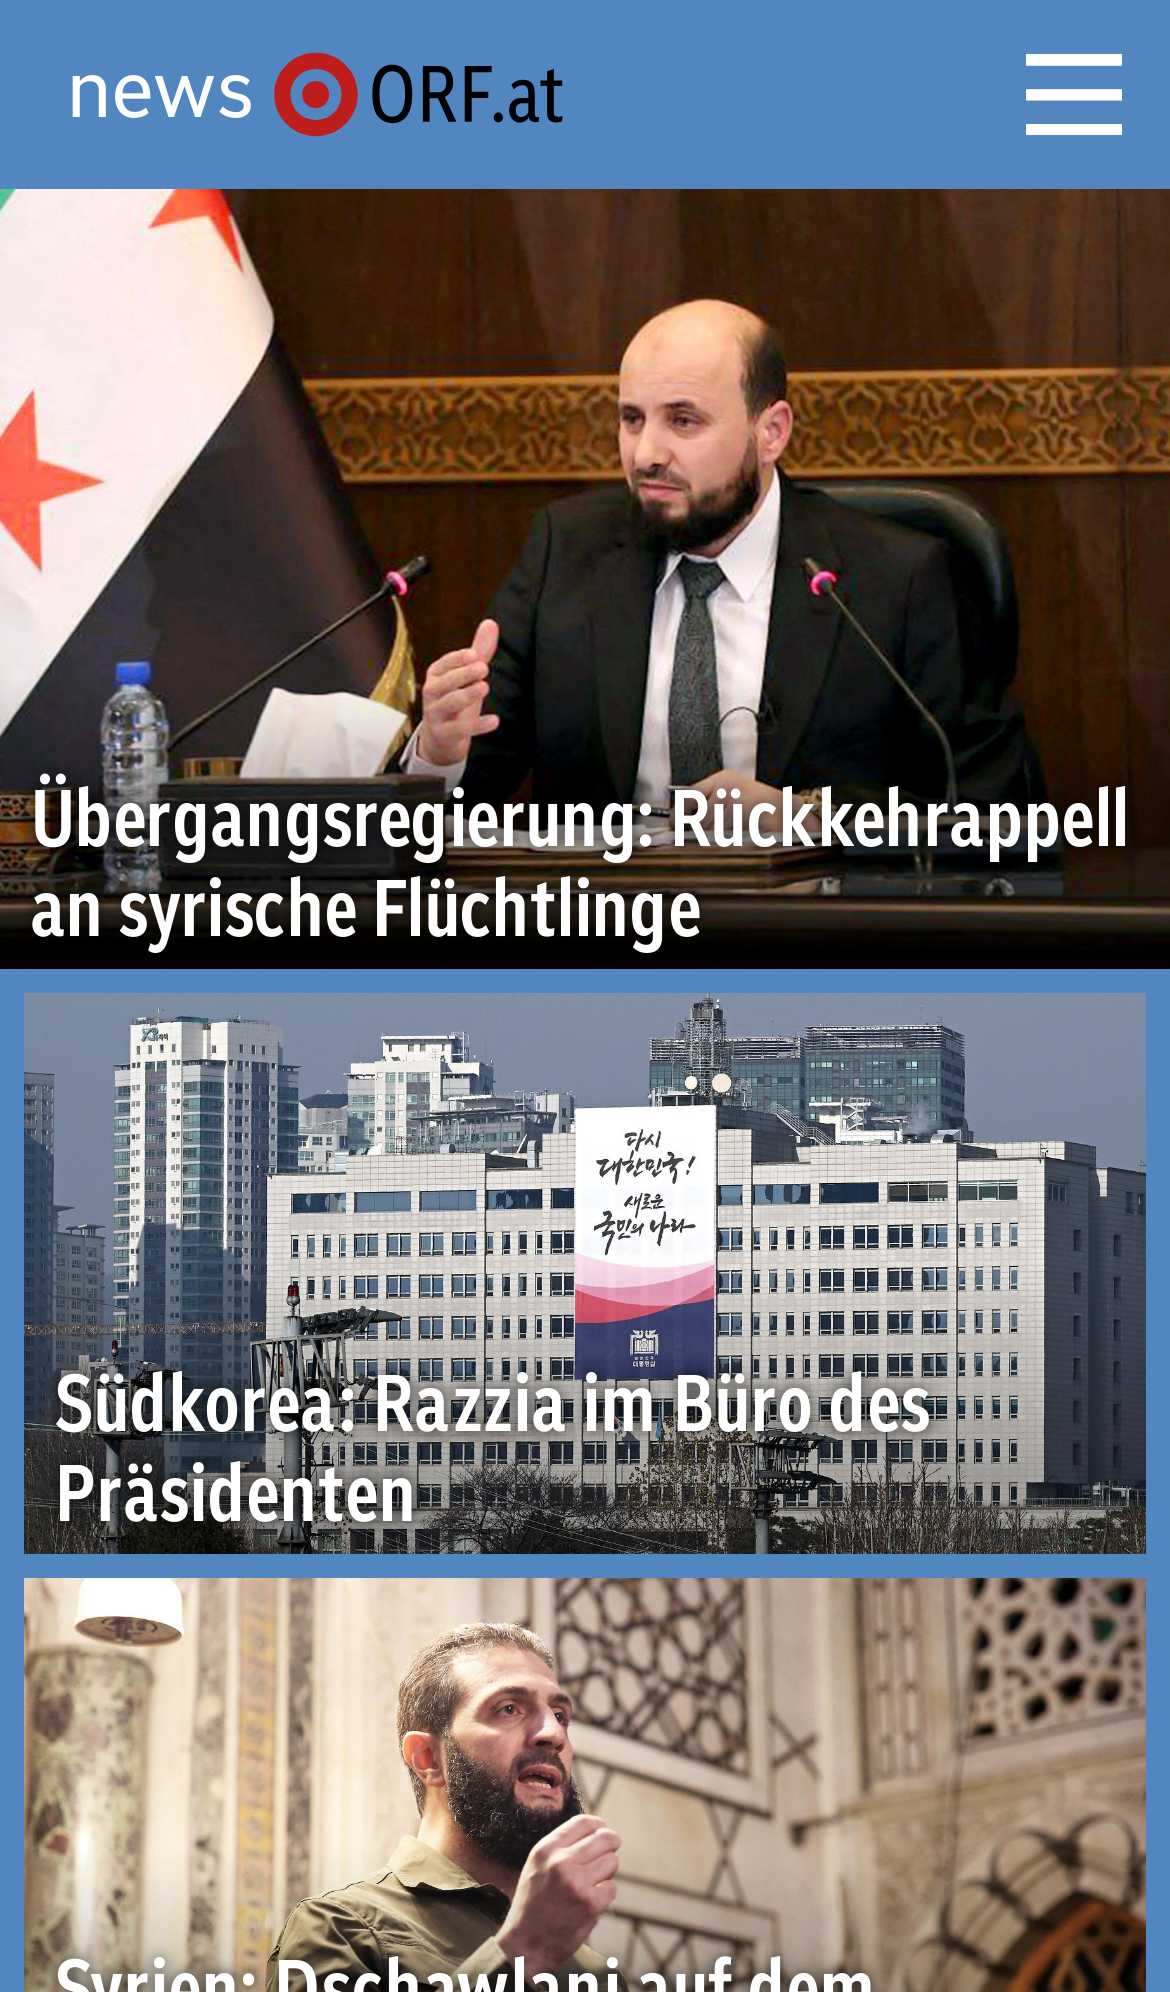 news ORF.at
Übergangsregierung: Rückkehrappell
an syrische Flüchtlinge
다시
대한민국!
새로운
국민의 나라
Südkorea: Razzia im Büro des
Präsidenten
Syrien: Dschawlani auf dem